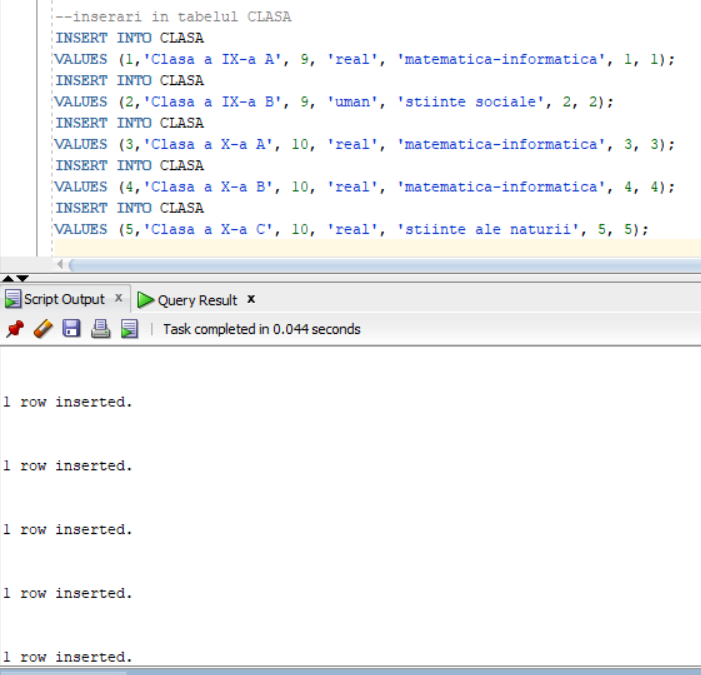 --inserari in tabelul CLASA
INSERT INTO CLASA
VALUES (1,'Clasa a IX-a A', 9, 'real', 'matematica-informatica', 1, 1);
INSERT INTO CLASA
VALUES (2,'Clasa a IX-a B', 9, 'uman', 'stiinte sociale', 2, 2);
INSERT INTO CLASA
VALUES (3,'Clasa a X-a A', 10, 'real', 'matematica-informatica', 3, 3);
INSERT INTO CLASA
VALUES (4,'Clasa a X-a B', 10, 'real', 'matematica-informatica', 4, 4);
INSERT INTO CLASA
VALUES (5,'Clasa a X-a C', 10, 'real', 'stiinte ale naturii', 5, 5);
Script Output x Query Result x
Task completed in 0.044 seconds
1 row inserted.
1 row inserted.
1 row inserted.
1 row inserted.
1 row inserted.